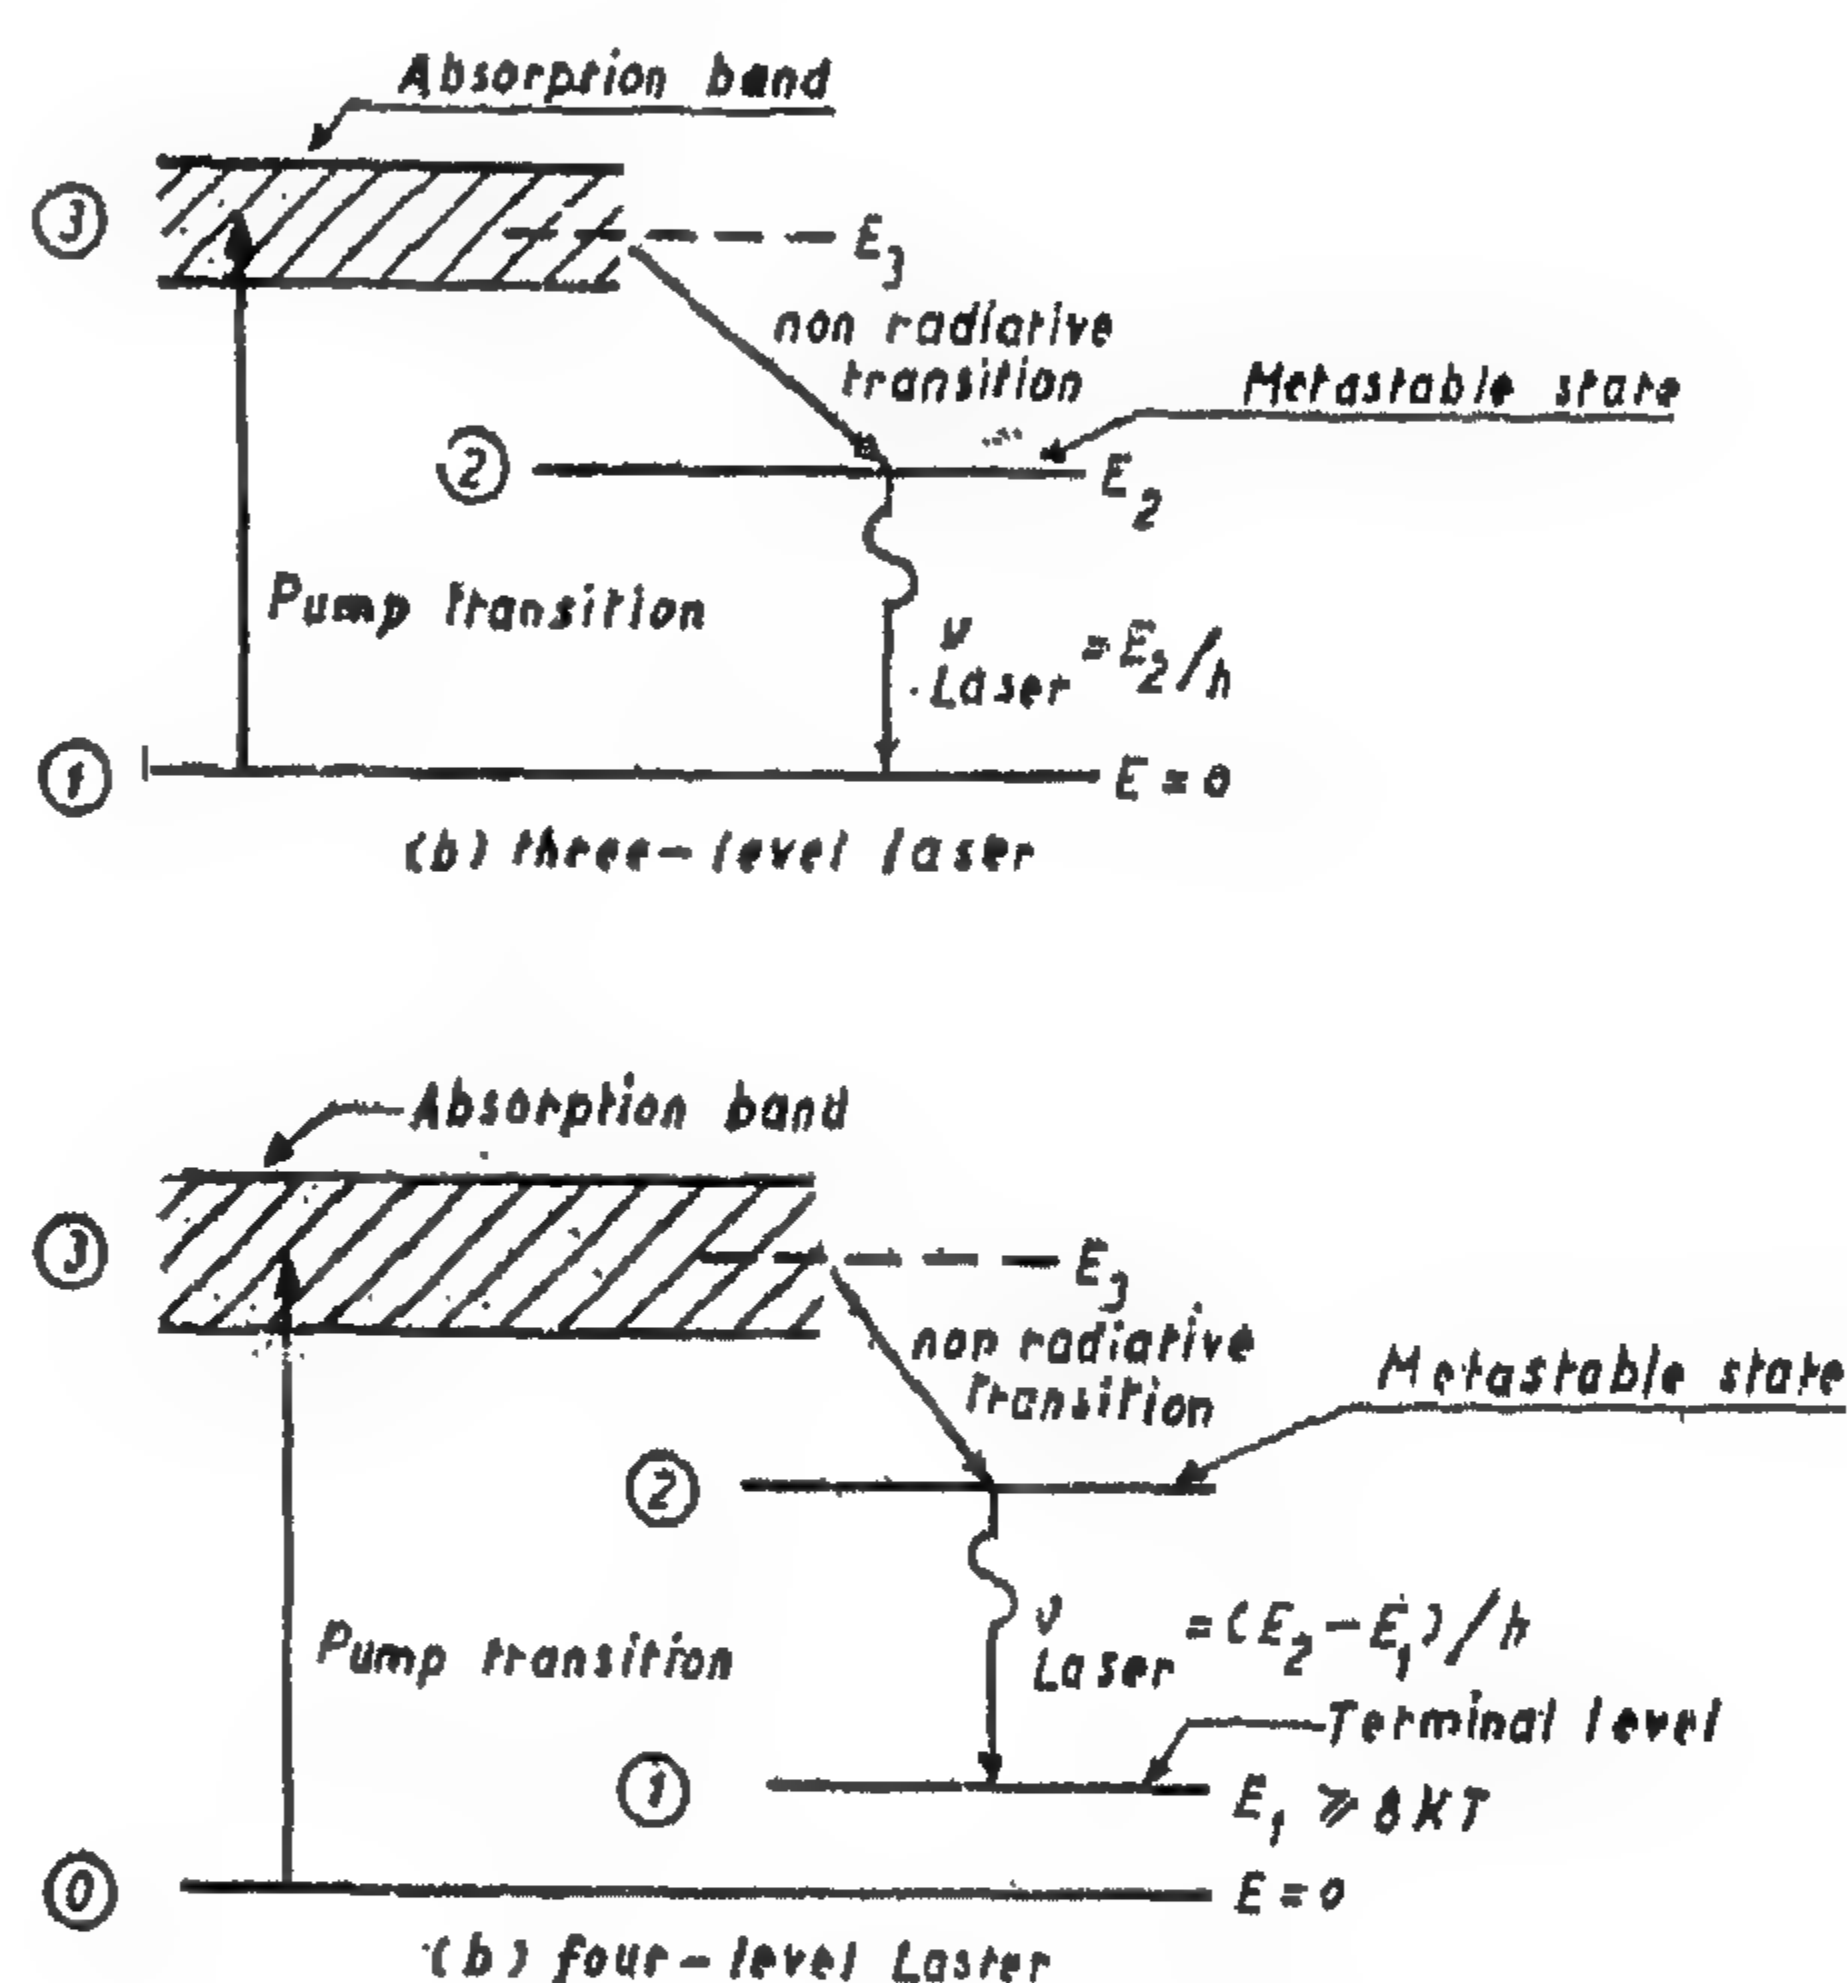 Absorption band
③
E₃
non radiative
transition
Metastable state
②
E₂
Pump transition
ν Laser = E₂/h
①
E = 0
(b) three-level laser
Absorption band
③
E₃
non radiative
transition
Metastable state
②
Pump transition
ν Laser = (E₂-E₁)/h
Terminal level
①
E₁ ⩾ 8KT
⓪
E = 0
(b) four-level Laster